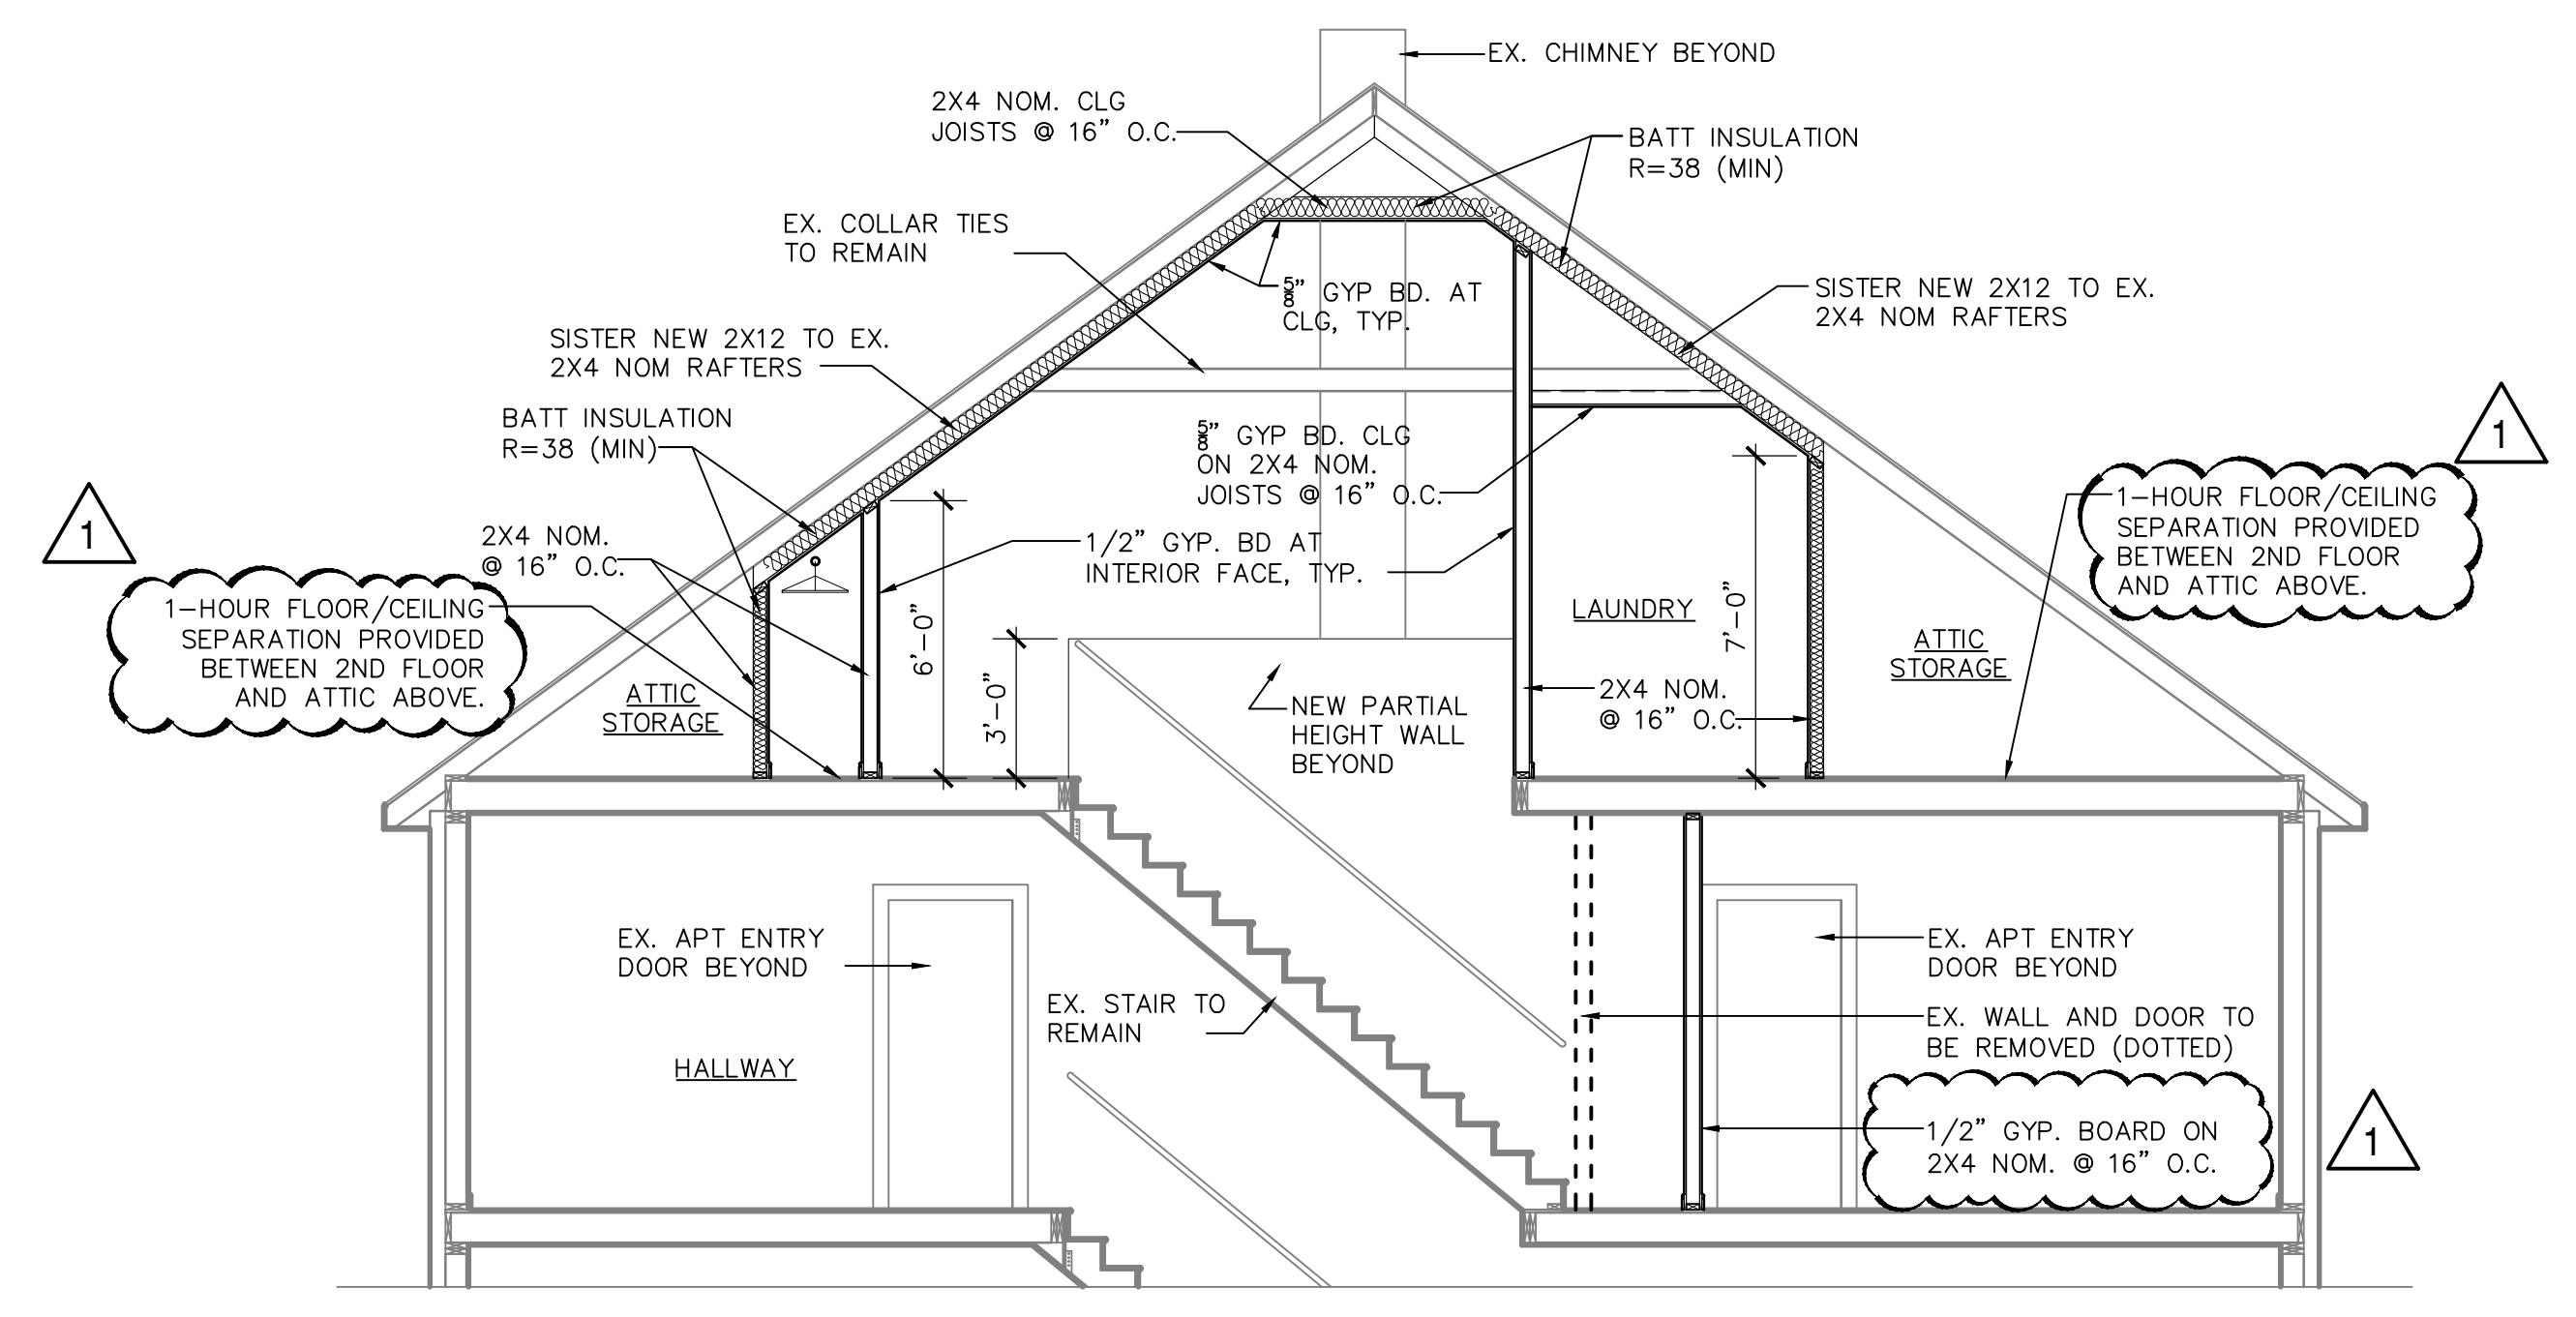 EX. CHIMNEY BEYOND
2X4 NOM. CLG
JOISTS @ 16" O.C.
BATT INSULATION
R=38 (MIN)
EX. COLLAR TIES
TO REMAIN
5/8" GYP BD. AT
CLG, TYP.
SISTER NEW 2X12 TO EX.
2X4 NOM RAFTERS
SISTER NEW 2X12 TO EX.
2X4 NOM RAFTERS
BATT INSULATION
R=38 (MIN)
5/8" GYP BD. CLG
ON 2X4 NOM.
JOISTS @ 16" O.C.
1
1
1-HOUR FLOOR/CEILING
SEPARATION PROVIDED
BETWEEN 2ND FLOOR
AND ATTIC ABOVE.
2X4 NOM.
@ 16" O.C.
1/2" GYP. BD AT
INTERIOR FACE, TYP.
1-HOUR FLOOR/CEILING
SEPARATION PROVIDED
BETWEEN 2ND FLOOR
AND ATTIC ABOVE.
6'-0"
3'-0"
7'-0"
LAUNDRY
ATTIC
STORAGE
ATTIC
STORAGE
NEW PARTIAL
HEIGHT WALL
BEYOND
2X4 NOM.
@ 16" O.C.
EX. APT ENTRY
DOOR BEYOND
EX. APT ENTRY
DOOR BEYOND
EX. STAIR TO
REMAIN
EX. WALL AND DOOR TO
BE REMOVED (DOTTED)
HALLWAY
1/2" GYP. BOARD ON
2X4 NOM. @ 16" O.C.
1